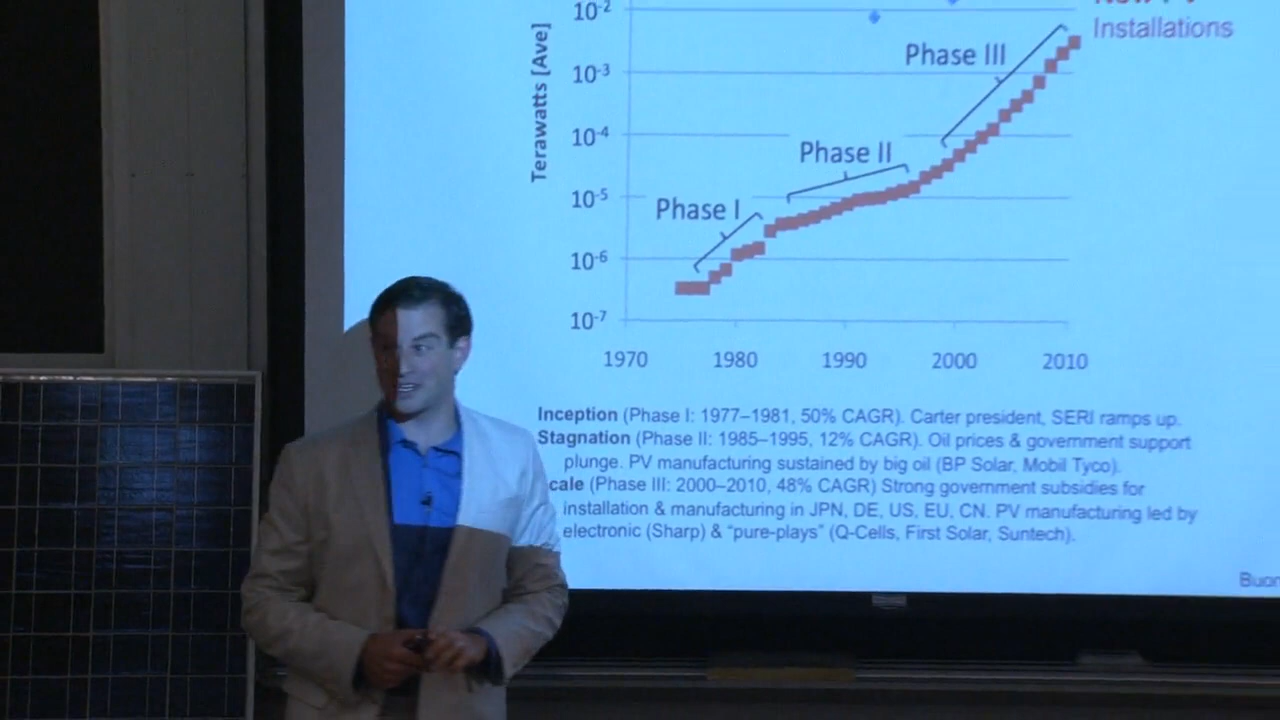 10-2
Installations
Terawatts [Ave]
Phase III
10-3
10-4
Phase II
10-5
Phase I
10-6
10-7
1970 1980 1990 2000 2010
Inception (Phase I: 1977–1981, 50% CAGR). Carter president, SERI ramps up.
Stagnation (Phase II: 1985–1995, 12% CAGR). Oil prices & government support
plunge. PV manufacturing sustained by big oil (BP Solar, Mobil Tyco).
cale (Phase III: 2000–2010, 48% CAGR) Strong government subsidies for
installation & manufacturing in JPN, DE, US, EU, CN. PV manufacturing led by
electronic (Sharp) & “pure-plays” (Q-Cells, First Solar, Suntech).